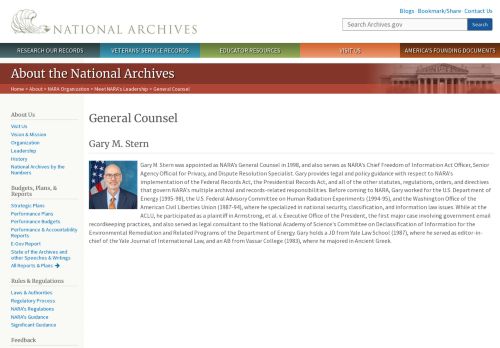 Blogs · Bookmark/Share · Contact Us
NATIONAL ARCHIVES
Search Archives.gov
Search
RESEARCH OUR RECORDS
VETERANS' SERVICE RECORDS
EDUCATOR RESOURCES
VISIT US
AMERICA'S FOUNDING DOCUMENTS
About the National Archives
Home > About > NARA Organization > Meet NARA's Leadership > General Counsel
About Us
Visit Us
Vision & Mission
Organization
Leadership
History
National Archives by the
Numbers
Budgets, Plans, &
Reports
Strategic Plans
Performance Plans
Performance Budgets
Performance & Accountability
Reports
E-Gov Report
State of the Archives and
other Speeches & Writings
All Reports & Plans →
Rules & Regulations
Laws & Authorities
Regulatory Process
NARA's Regulations
NARA's Guidance
Significant Guidance
Feedback
General Counsel
Gary M. Stern
Gary M. Stern was appointed as NARA's General Counsel in 1998, and also serves as NARA's Chief Freedom of Information Act Officer, Senior
Agency Official for Privacy, and Dispute Resolution Specialist. Gary provides legal and policy guidance with respect to NARA's
implementation of the Federal Records Act, the Presidential Records Act, and all of the other statutes, regulations, orders, and directives
that govern NARA's multiple archival and records-related responsibilities. Before coming to NARA, Gary worked for the U.S. Department of
Energy (1995-98), the U.S. Federal Advisory Committee on Human Radiation Experiments (1994-95), and the Washington Office of the
American Civil Liberties Union (1987-94), where he specialized in national security, classification, and information law issues. While at the
ACLU, he participated as a plaintiff in Armstrong, et al. v. Executive Office of the President, the first major case involving government email
recordkeeping practices, and also served as legal consultant to the National Academy of Science's Committee on Declassification of Information for the
Environmental Remediation and Related Programs of the Department of Energy. Gary holds a JD from Yale Law School (1987), where he served as editor-in-
chief of the Yale Journal of International Law, and an AB from Vassar College (1983), where he majored in Ancient Greek.